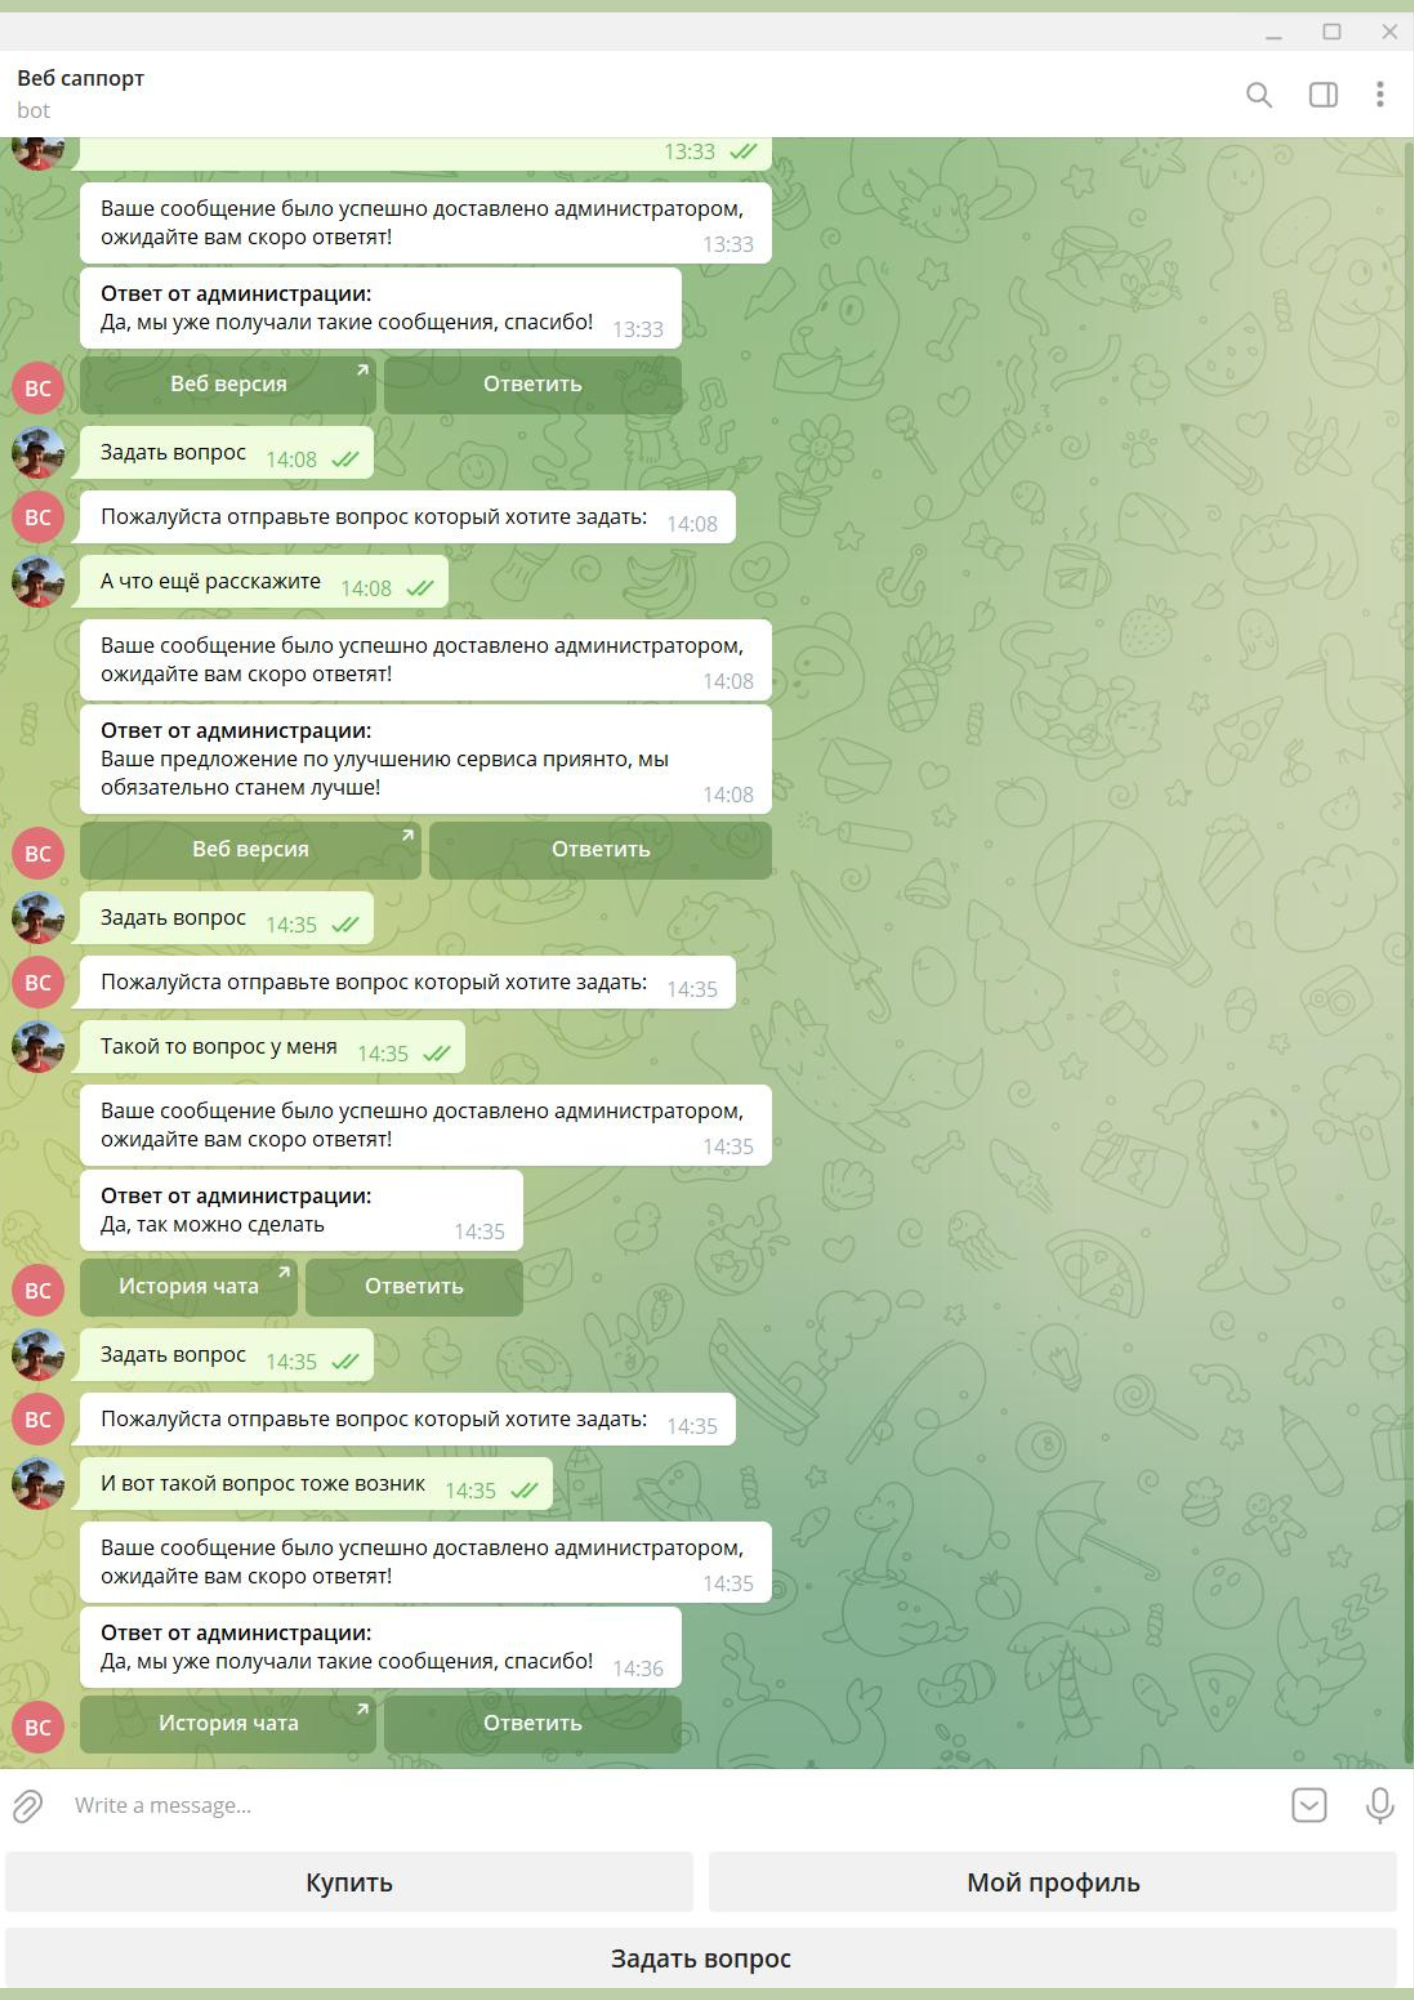 Веб саппорт
bot
13:33
Ваше сообщение было успешно доставлено администратором,
ожидайте вам скоро ответят! 13:33
Ответ от администрации:
Да, мы уже получали такие сообщения, спасибо! 13:33
ВС Веб версия Ответить
Задать вопрос 14:08
ВС Пожалуйста отправьте вопрос который хотите задать: 14:08
А что ещё расскажите 14:08
Ваше сообщение было успешно доставлено администратором,
ожидайте вам скоро ответят! 14:08
Ответ от администрации:
Ваше предложение по улучшению сервиса приянто, мы
обязательно станем лучше! 14:08
ВС Веб версия Ответить
Задать вопрос 14:35
ВС Пожалуйста отправьте вопрос который хотите задать: 14:35
Такой то вопрос у меня 14:35
Ваше сообщение было успешно доставлено администратором,
ожидайте вам скоро ответят! 14:35
Ответ от администрации:
Да, так можно сделать 14:35
ВС История чата Ответить
Задать вопрос 14:35
ВС Пожалуйста отправьте вопрос который хотите задать: 14:35
И вот такой вопрос тоже возник 14:35
Ваше сообщение было успешно доставлено администратором,
ожидайте вам скоро ответят! 14:35
Ответ от администрации:
Да, мы уже получали такие сообщения, спасибо! 14:36
ВС История чата Ответить
Write a message...
Купить Мой профиль
Задать вопрос